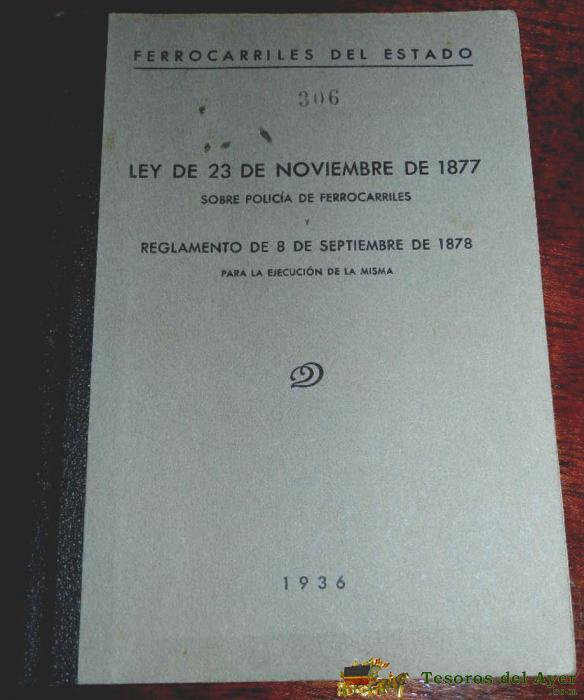 FERROCARRILES DEL ESTADO
306
LEY DE 23 DE NOVIEMBRE DE 1877
SOBRE POLICÍA DE FERROCARRILES
Y
REGLAMENTO DE 8 DE SEPTIEMBRE DE 1878
PARA LA EJECUCIÓN DE LA MISMA
1936
Tesoros del Ayer
.com